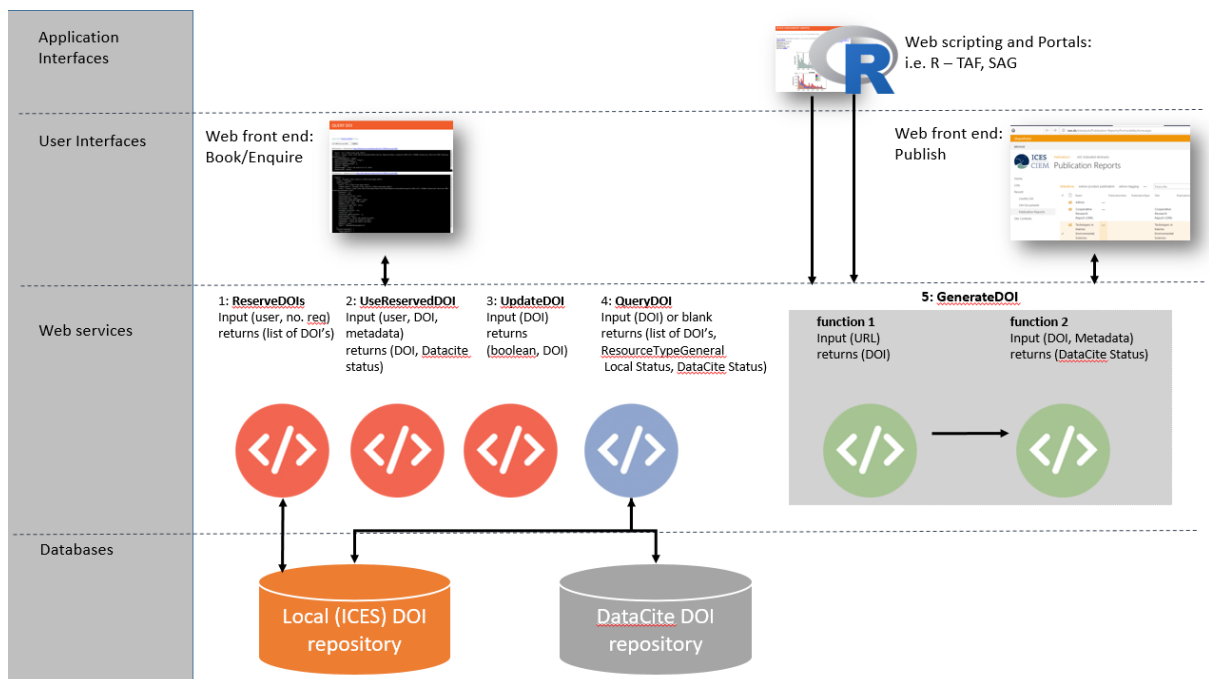 Application
Interfaces
Web scripting and Portals:
i.e. R – TAF, SAG
R
User Interfaces
Web front end:
Book/Enquire
QUERY DOI
Web front end:
Publish
ICES
CIEM
Publication Reports
Web services
1: ReserveDOIs
Input (user, no. req)
returns (list of DOI's)
2: UseReservedDOI
Input (user, DOI,
metadata)
returns (DOI, Datacite
status)
3: UpdateDOI
Input (DOI)
returns
(boolean, DOI)
4: QueryDOI
Input (DOI) or blank
returns (list of DOI's,
ResourceTypeGeneral
Local Status, DataCite Status)
5: GenerateDOI
function 1
Input (URL)
returns (DOI)
function 2
Input (DOI, Metadata)
returns (DataCite Status)
Databases
Local (ICES) DOI
repository
DataCite DOI
repository